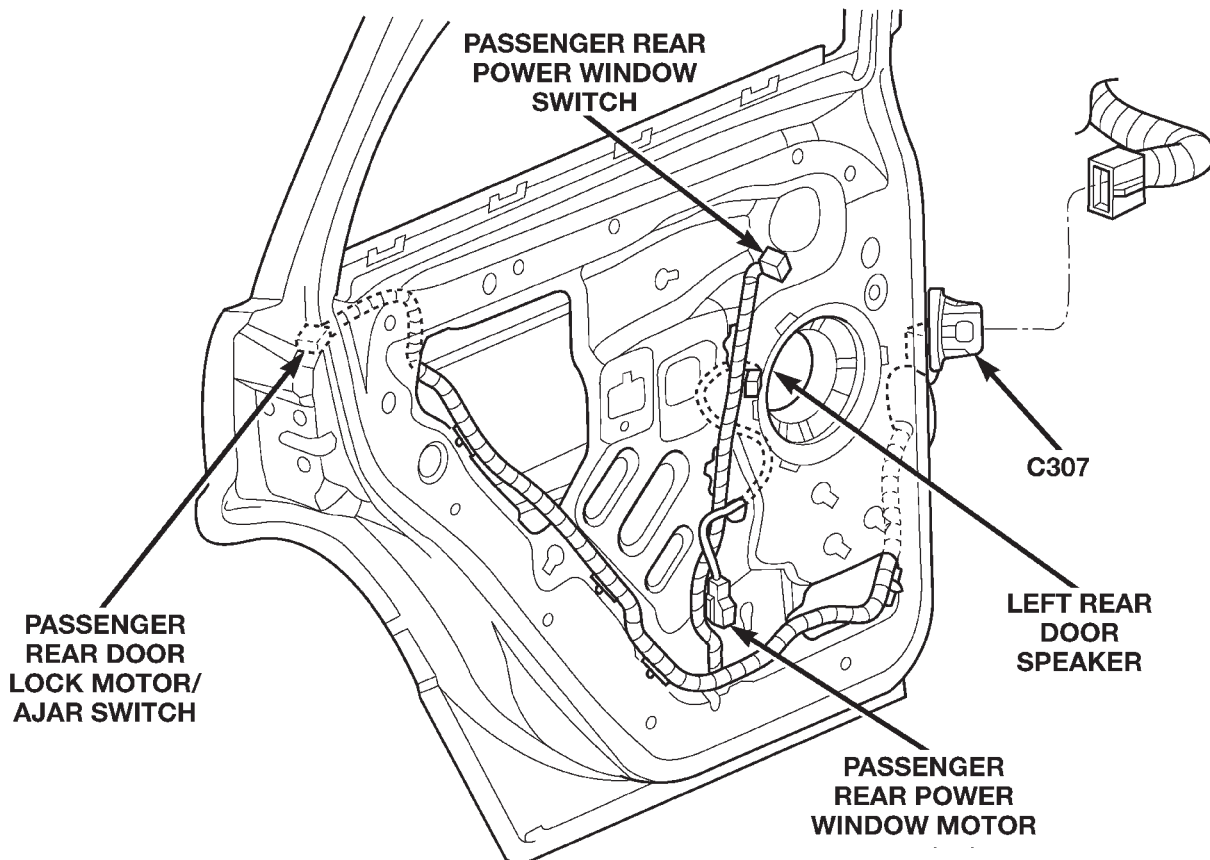 PASSENGER REAR
POWER WINDOW
SWITCH
C307
PASSENGER
REAR DOOR
LOCK MOTOR/
AJAR SWITCH
LEFT REAR
DOOR
SPEAKER
PASSENGER
REAR POWER
WINDOW MOTOR